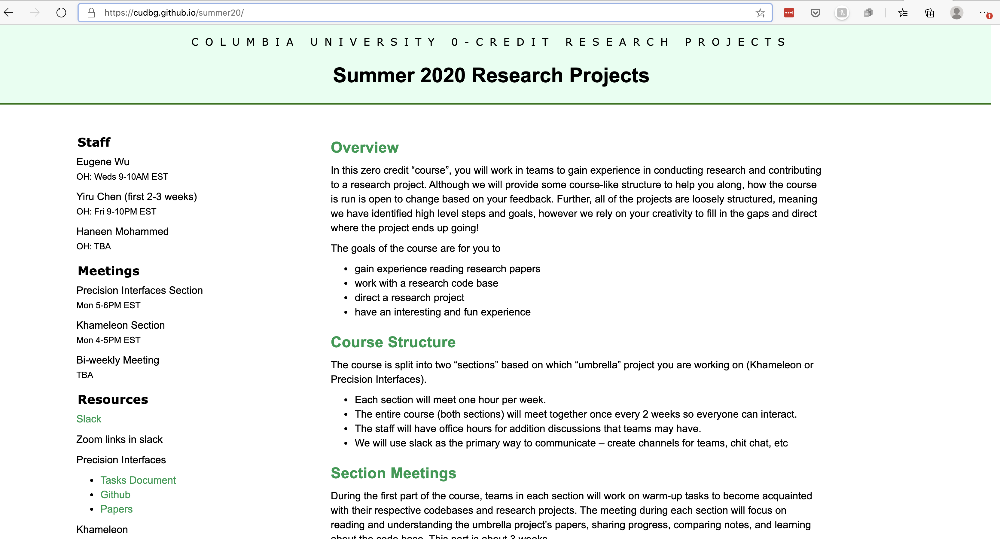 https://cudbg.github.io/summer20/
COLUMBIA UNIVERSITY 0-CREDIT RESEARCH PROJECTS
Summer 2020 Research Projects
Staff
Eugene Wu
OH: Weds 9-10AM EST
Yiru Chen (first 2-3 weeks)
OH: Fri 9-10PM EST
Haneen Mohammed
OH: TBA
Meetings
Precision Interfaces Section
Mon 5-6PM EST
Khameleon Section
Mon 4-5PM EST
Bi-weekly Meeting
TBA
Resources
Slack
Zoom links in slack
Precision Interfaces
• Tasks Document
• Github
• Papers
Khameleon
Overview
In this zero credit “course”, you will work in teams to gain experience in conducting research and contributing
to a research project. Although we will provide some course-like structure to help you along, how the course
is run is open to change based on your feedback. Further, all of the projects are loosely structured, meaning
we have identified high level steps and goals, however we rely on your creativity to fill in the gaps and direct
where the project ends up going!
The goals of the course are for you to
• gain experience reading research papers
• work with a research code base
• direct a research project
• have an interesting and fun experience
Course Structure
The course is split into two “sections” based on which “umbrella” project you are working on (Khameleon or
Precision Interfaces).
• Each section will meet one hour per week.
• The entire course (both sections) will meet together once every 2 weeks so everyone can interact.
• The staff will have office hours for addition discussions that teams may have.
• We will use slack as the primary way to communicate – create channels for teams, chit chat, etc
Section Meetings
During the first part of the course, teams in each section will work on warm-up tasks to become acquainted
with their respective codebases and research projects. The meeting during each section will focus on
reading and understanding the umbrella project’s papers, sharing progress, comparing notes, and learning
about the code base. This part is about 3 weeks.